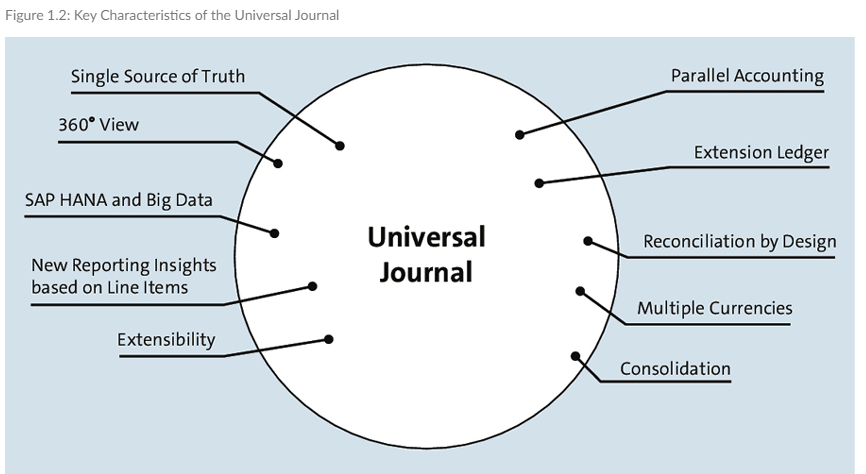 Figure 1.2: Key Characteristics of the Universal Journal
Single Source of Truth
360° View
SAP HANA and Big Data
New Reporting Insights
based on Line Items
Extensibility
Universal
Journal
Parallel Accounting
Extension Ledger
Reconciliation by Design
Multiple Currencies
Consolidation